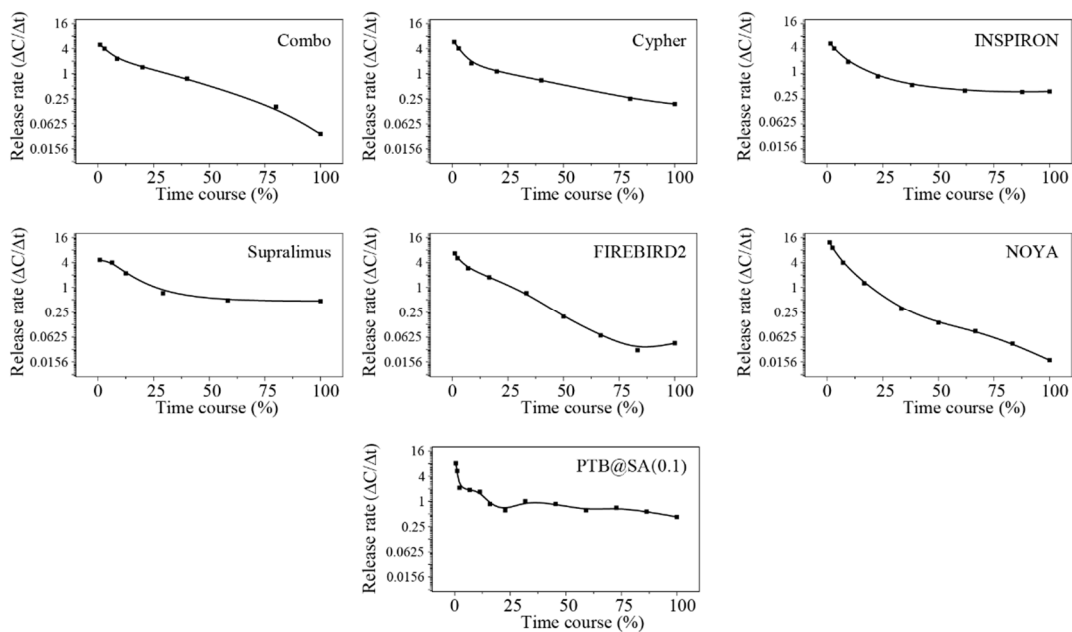 Combo
Release rate (ΔC/Δt)
16
4
1
0.25
0.0625
0.0156
0 25 50 75 100
Time course (%)
Cypher
Release rate (ΔC/Δt)
16
4
1
0.25
0.0625
0.0156
0 25 50 75 100
Time course (%)
INSPIRON
Release rate (ΔC/Δt)
16
4
1
0.25
0.0625
0.0156
0 25 50 75 100
Time course (%)
Supralimus
Release rate (ΔC/Δt)
16
4
1
0.25
0.0625
0.0156
0 25 50 75 100
Time course (%)
FIREBIRD2
Release rate (ΔC/Δt)
16
4
1
0.25
0.0625
0.0156
0 25 50 75 100
Time course (%)
NOYA
Release rate (ΔC/Δt)
16
4
1
0.25
0.0625
0.0156
0 25 50 75 100
Time course (%)
PTB@SA(0.1)
Release rate (ΔC/Δt)
16
4
1
0.25
0.0625
0.0156
0 25 50 75 100
Time course (%)